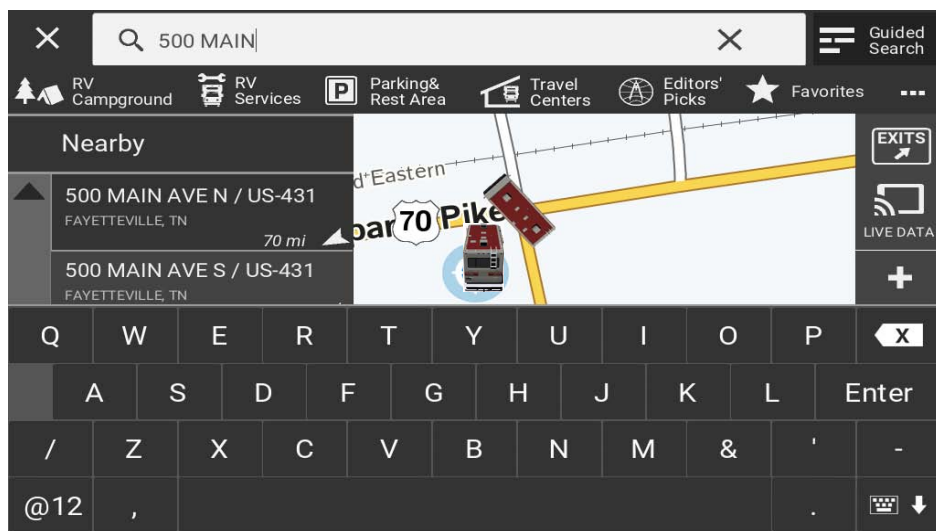 500 MAIN
Guided
Search
RV
Campground
RV
Services
P
Parking&
Rest Area
Travel
Centers
Editors'
Picks
Favorites
Nearby
500 MAIN AVE N / US-431
FAYETTEVILLE, TN
70 mi
500 MAIN AVE S / US-431
FAYETTEVILLE, TN
Eastern
70 Pike
EXITS
LIVE DATA
Q W E R T Y U I O P X
A S D F G H J K L Enter
/ Z X C V B N M & ' -
@12 , .